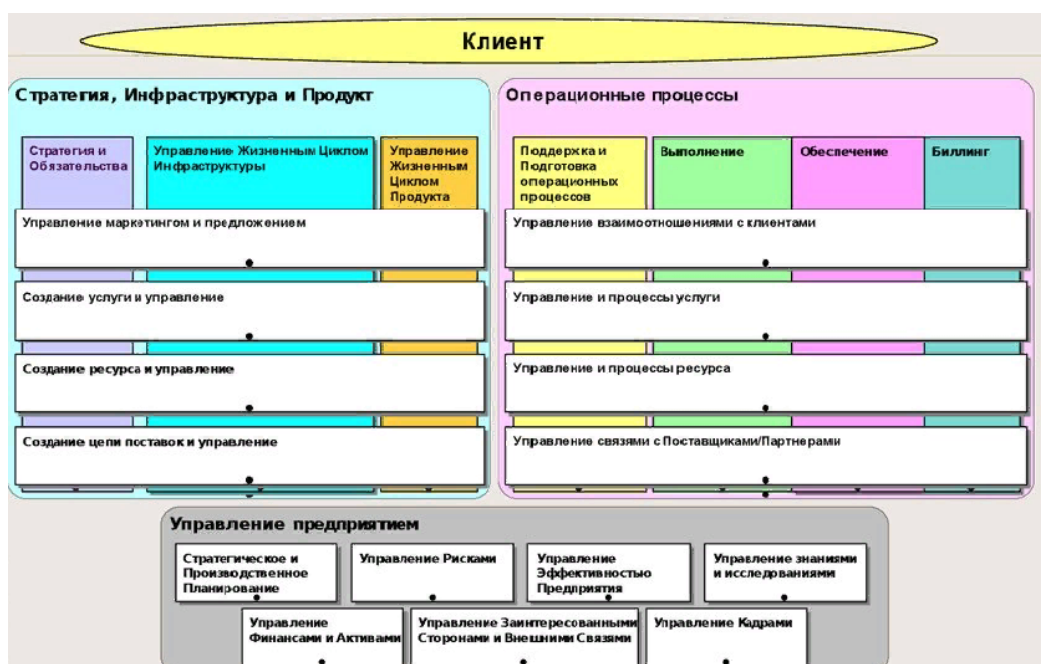 Клиент
Стратегия, Инфраструктура и Продукт
Стратегия и
Обязательства
Управление Жизненным Циклом
Инфраструктуры
Управление
Жизненным
Циклом
Продукта
Управление маркетингом и предложением
Создание услуги и управление
Создание ресурса и управление
Создание цепи поставок и управление
Операционные процессы
Поддержка и
Подготовка
операционных
процессов
Выполнение
Обеспечение
Биллинг
Управление взаимоотношениями с клиентами
Управление и процессы услуги
Управление и процессы ресурса
Управление связями с Поставщиками/Партнерами
Управление предприятием
Стратегическое и
Производственное
Планирование
Управление Рисками
Управление
Эффективностью
Предприятия
Управление знаниями
и исследованиями
Управление
Финансами и Активами
Управление Заинтересованными
Сторонами и Внешними Связями
Управление Кадрами